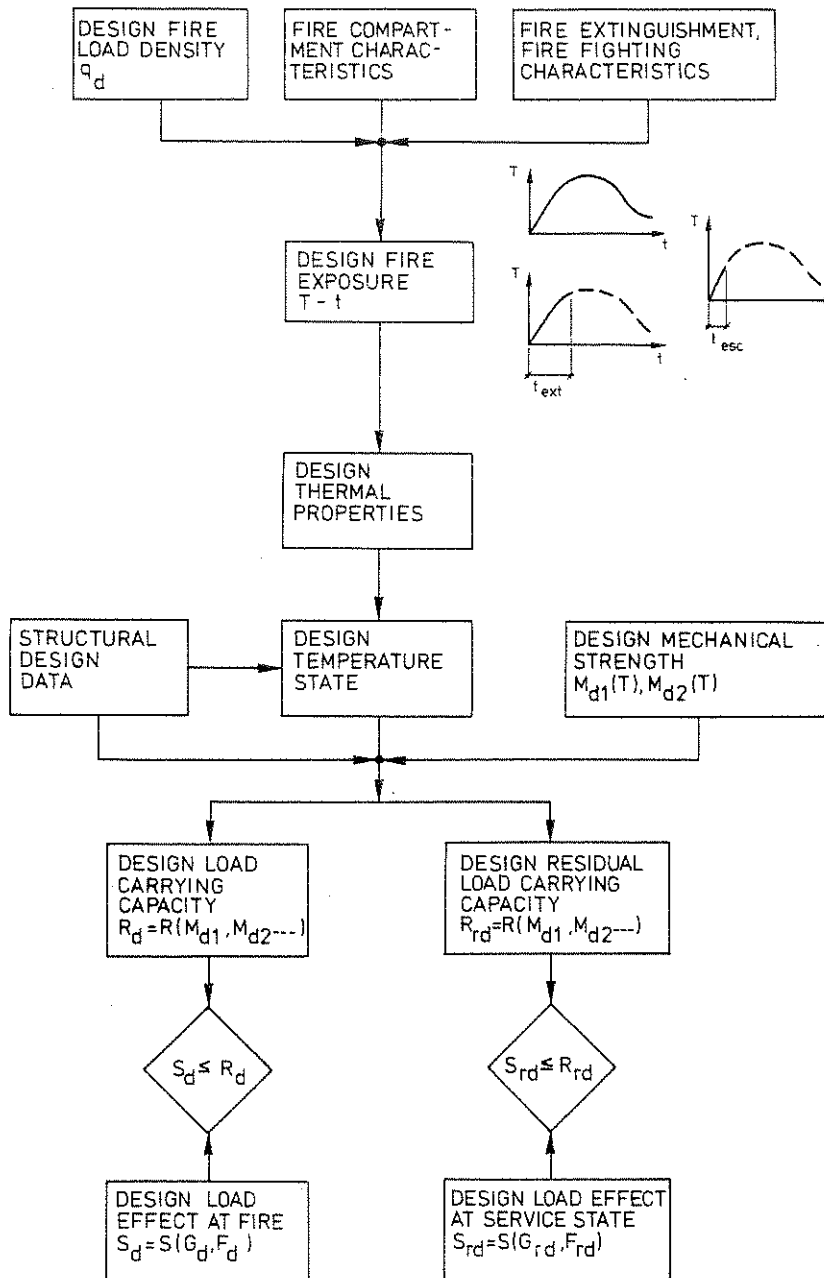 DESIGN FIRE
LOAD DENSITY
q_d
FIRE COMPART-
MENT CHARAC-
TERISTICS
FIRE EXTINGUISHMENT,
FIRE FIGHTING
CHARACTERISTICS
T
t
T
t_esc
T
t
t_ext
DESIGN FIRE
EXPOSURE
T - t
DESIGN
THERMAL
PROPERTIES
STRUCTURAL
DESIGN
DATA
DESIGN
TEMPERATURE
STATE
DESIGN MECHANICAL
STRENGTH
M_d1(T), M_d2(T)
DESIGN LOAD
CARRYING
CAPACITY
R_d = R(M_d1, M_d2---)
DESIGN RESIDUAL
LOAD CARRYING
CAPACITY
R_rd = R(M_d1, M_d2---)
S_d ≤ R_d
S_rd ≤ R_rd
DESIGN LOAD
EFFECT AT FIRE
S_d = S(G_d, F_d)
DESIGN LOAD EFFECT
AT SERVICE STATE
S_rd = S(G_rd, F_rd)